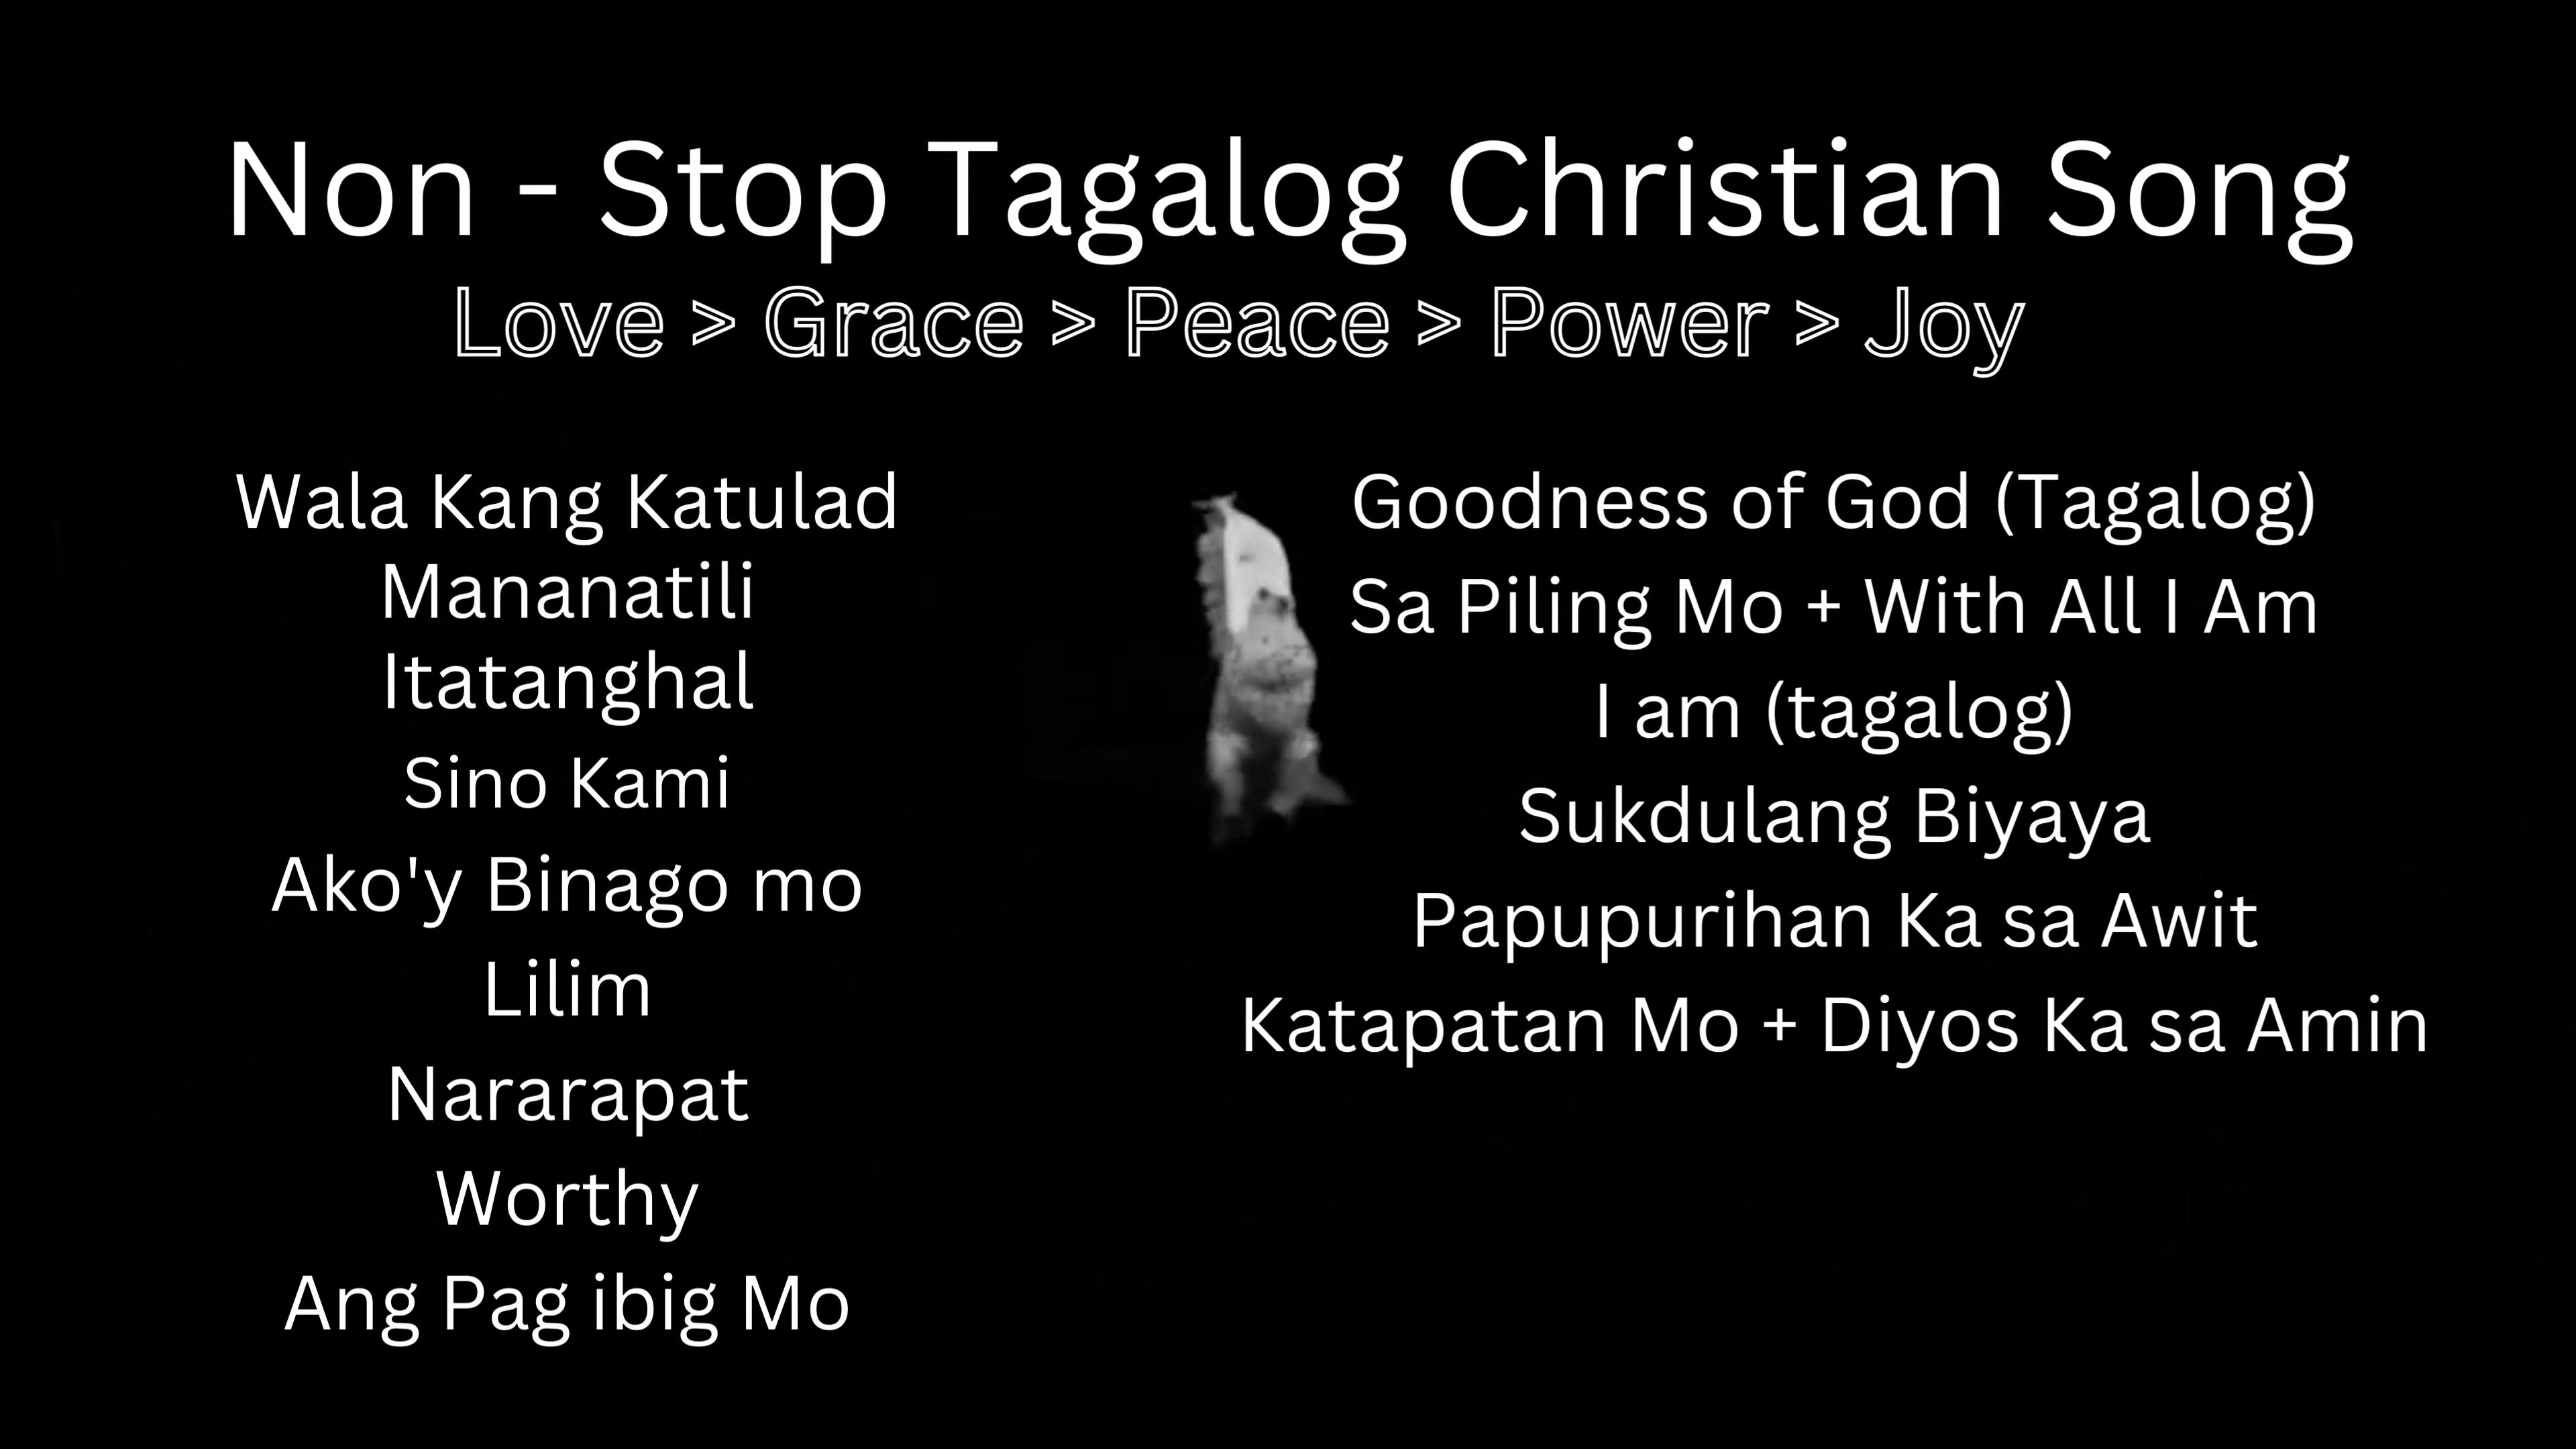 Non - Stop Tagalog Christian Song
Love > Grace > Peace > Power > Joy
Wala Kang Katulad
Mananatili
Itatanghal
Sino Kami
Ako'y Binago mo
Lilim
Nararapat
Worthy
Ang Pag ibig Mo
Goodness of God (Tagalog)
Sa Piling Mo + With All I Am
I am (tagalog)
Sukdulang Biyaya
Papupurihan Ka sa Awit
Katapatan Mo + Diyos Ka sa Amin